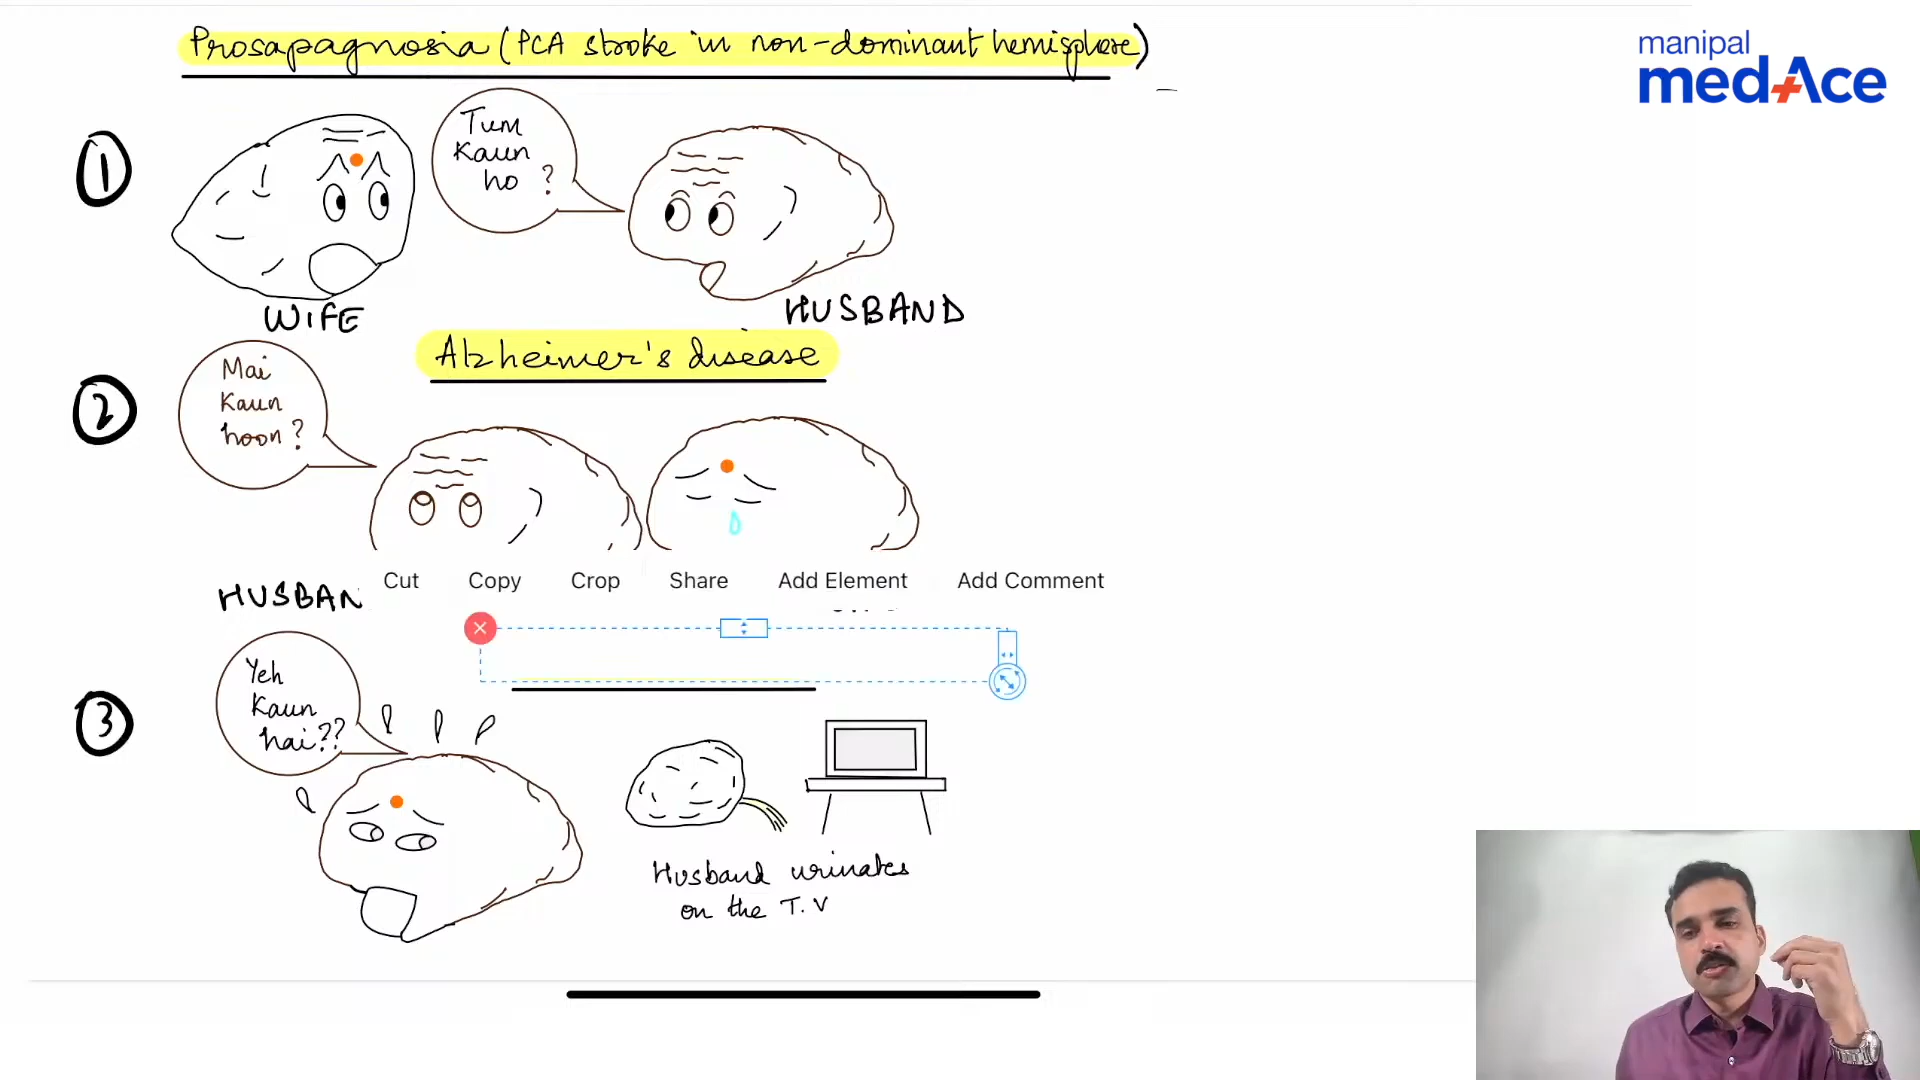 Prosapagnosia (PCA stroke in non-dominant hemisphere)
manipal
medAce
1
Tum
Kaun
ho ?
WIFE
HUSBAND
Alzheimer's disease
2
Mai
Kaun
hoon ?
HUSBAN
Cut Copy Crop Share Add Element Add Comment
3
Yeh
Kaun
hai??
Husband urinates
on the T.V